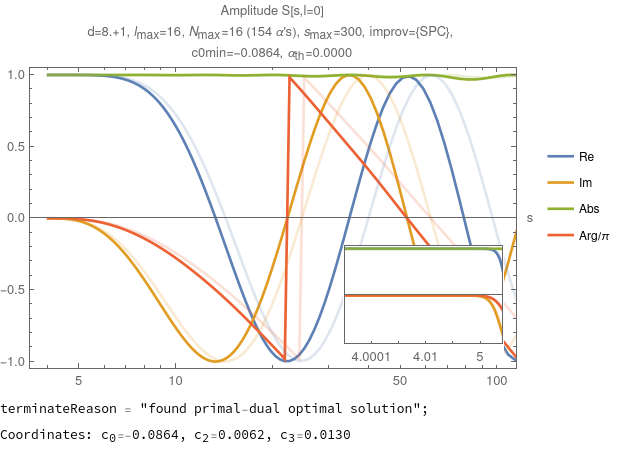 Amplitude S[s,l=0]
d=8.+1, lmax=16, Nmax=16 (154 α's), smax=300, improv={SPC},
c0min=-0.0864, αth=0.0000
1.0
0.5
0.0
-0.5
-1.0
s
Re
Im
Abs
Arg/π
4.0001 4.01 5
5 10 50 100
terminateReason = "found primal-dual optimal solution";
Coordinates: c0=-0.0864, c2=0.0062, c3=0.0130